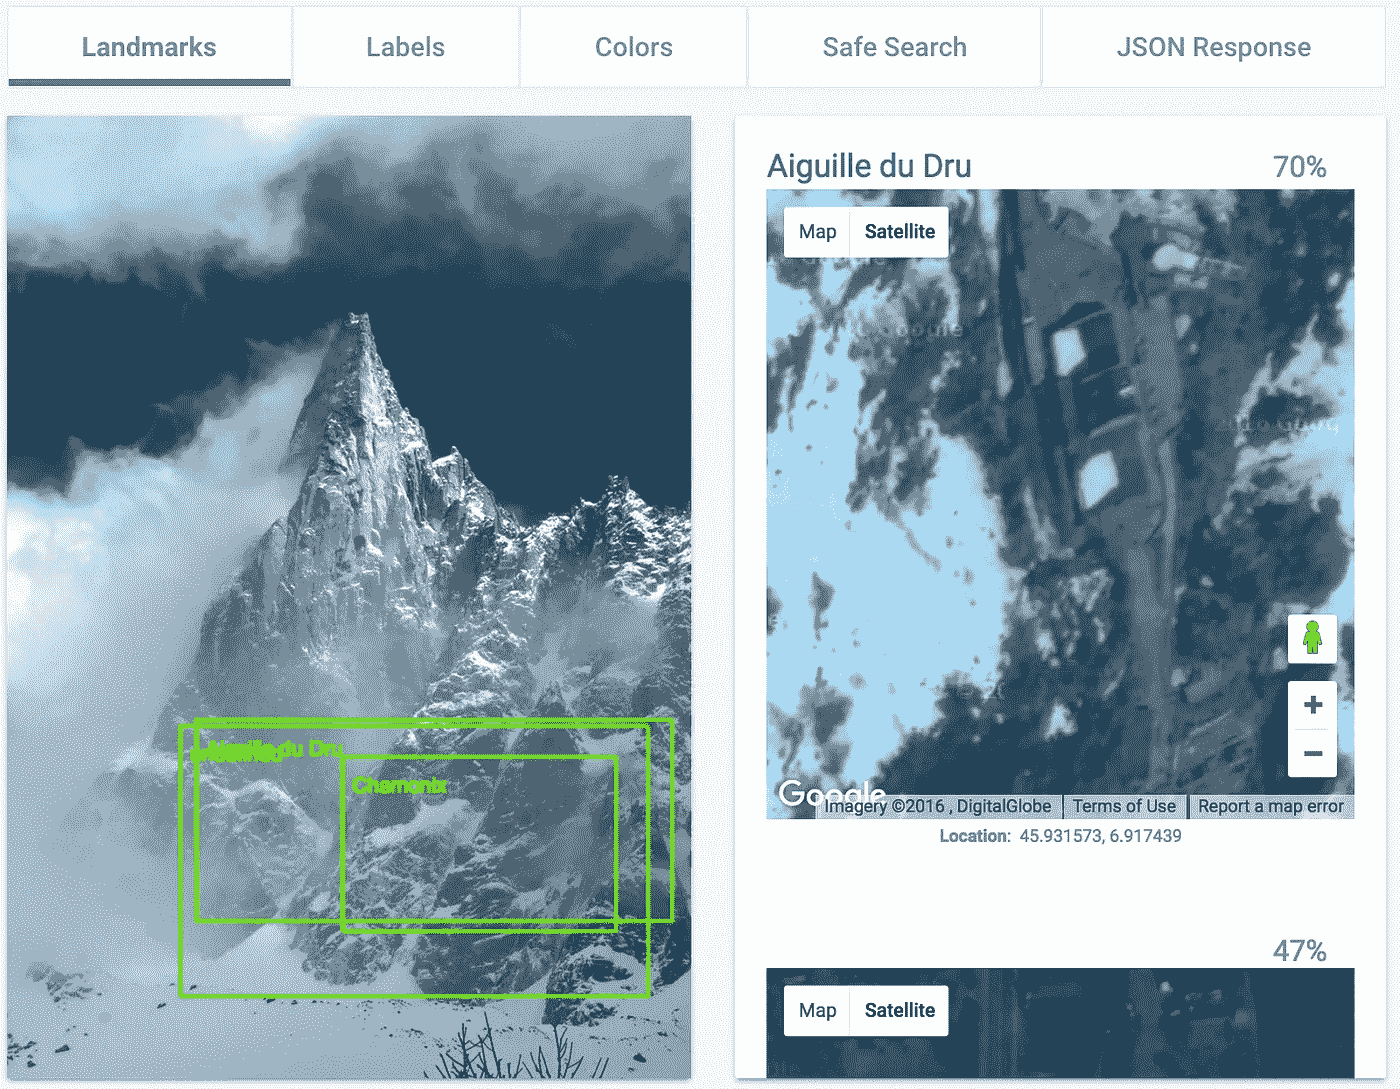 Landmarks
Labels
Colors
Safe Search
JSON Response
du Dru
Chamonix
Aiguille du Dru
70%
Map
Satellite
Google
Imagery ©2016 , DigitalGlobe
Terms of Use
Report a map error
Location: 45.931573, 6.917439
47%
Map
Satellite